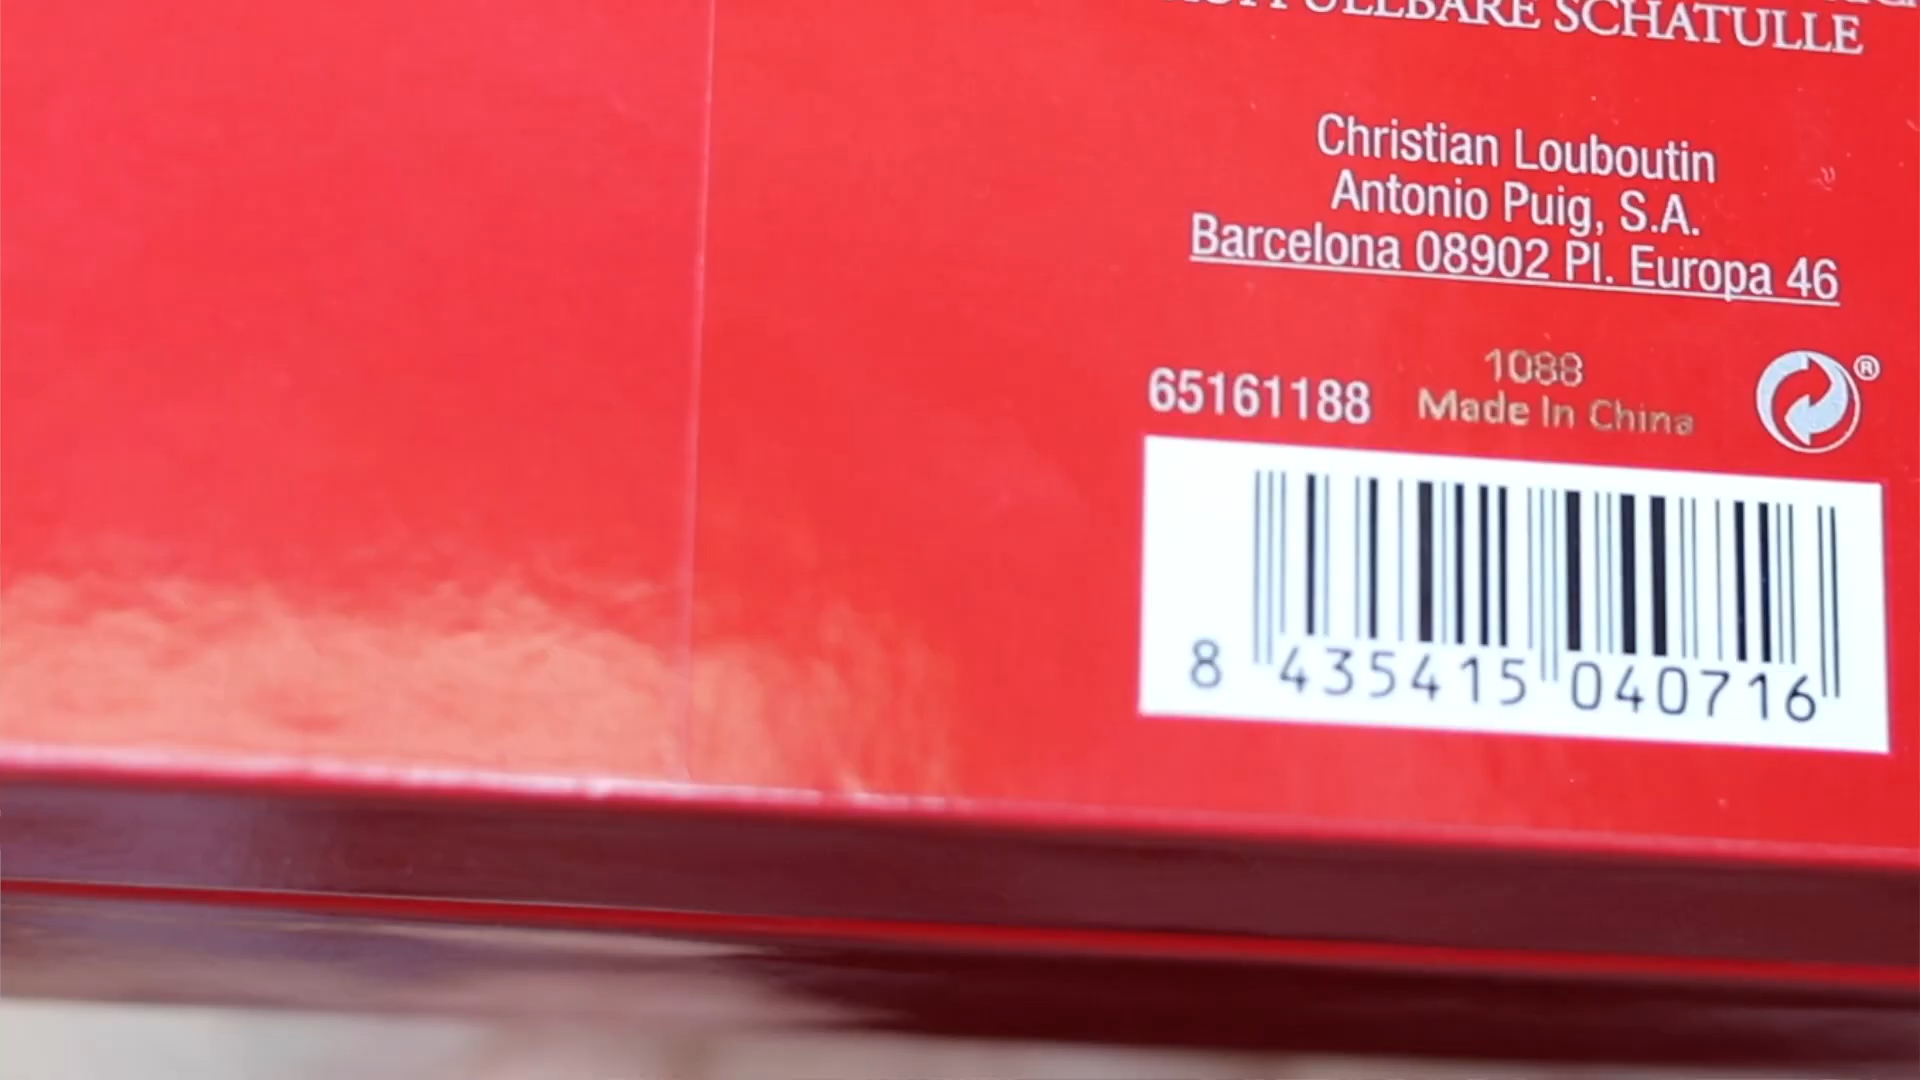 SCHATULLE
Christian Louboutin
Antonio Puig, S.A.
Barcelona 08902 Pl. Europa 46
65161188
1088
Made In China
®
8 435415 040716